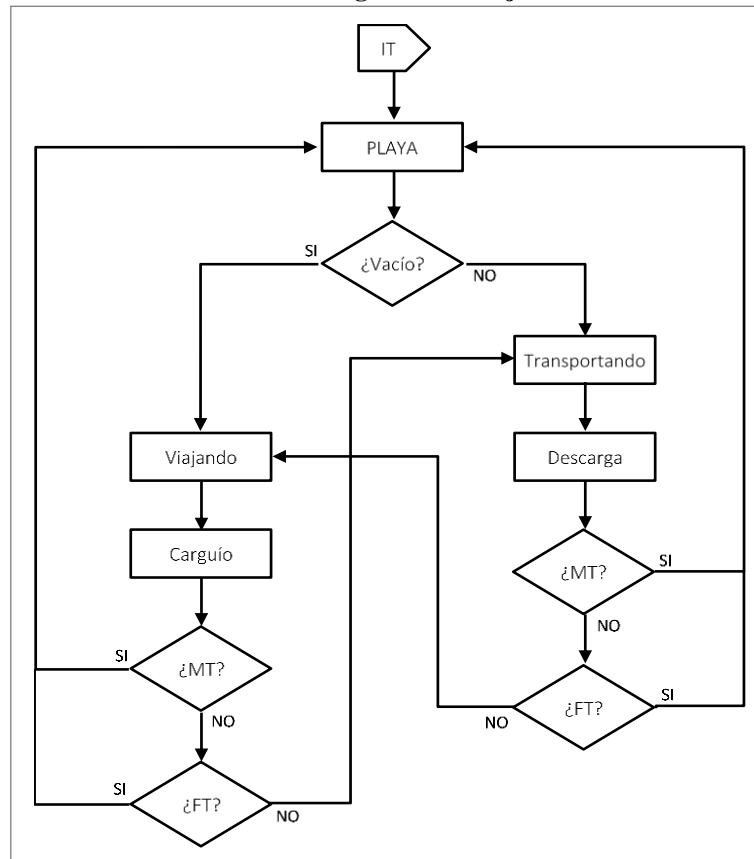 IT
PLAYA
¿Vacío?
SI
NO
Transportando
Viajando
Descarga
Carguío
¿MT?
SI
NO
¿MT?
SI
NO
¿FT?
SI
NO
¿FT?
SI
NO